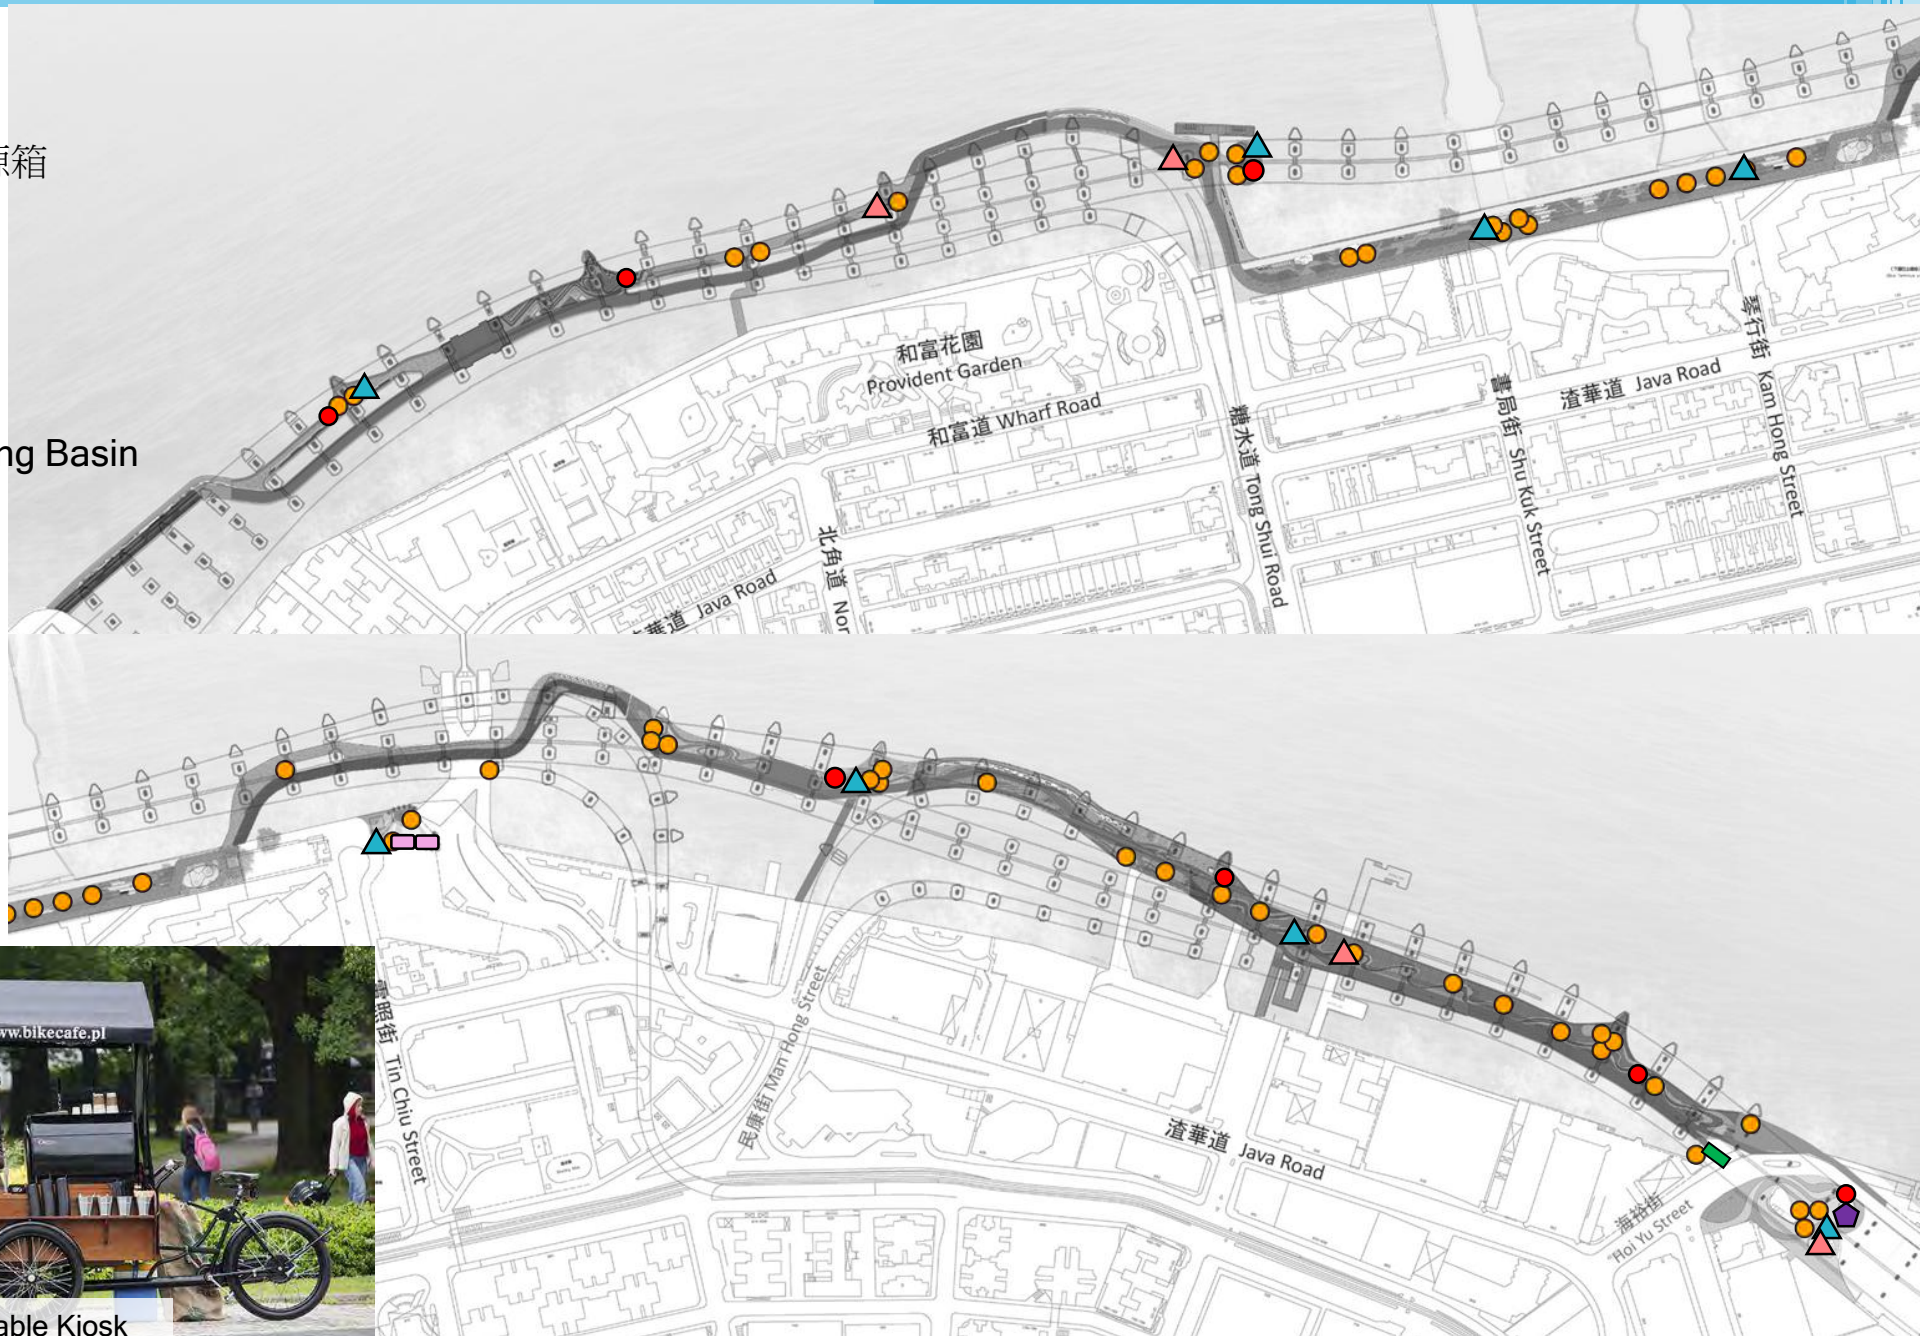 箱
ng Basin
和富花園
Provident Garden
和富道 Wharf Road
渣華道 Java Road
北角道 Nor
華道 Java Road
糖水道 Tong Shui Road
書局街 Shu Kuk Street
琴行街 Kam Hong Street
照街 Tin Chiu Street
民康街 Man Hong Street
渣華道 Java Road
海裕街
Hoi Yu Street
ww.bikecafe.pl
able Kiosk